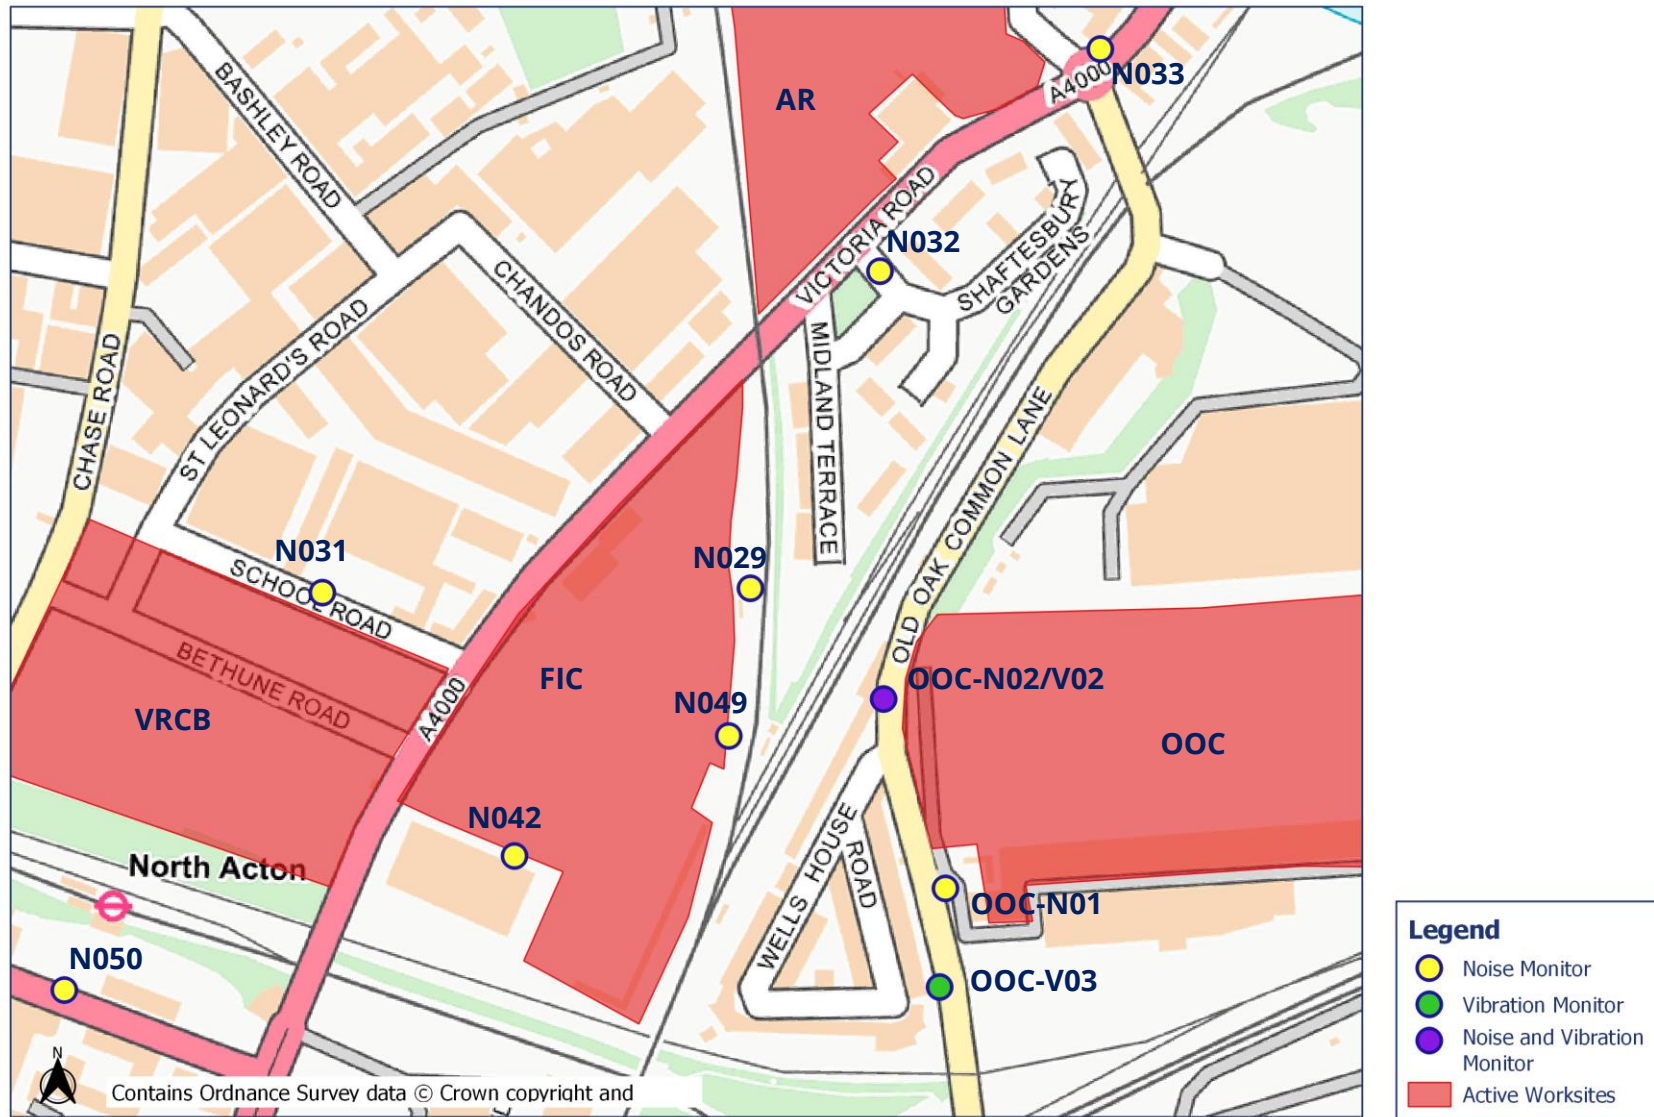 N033
A4000
AR
BASHLEY ROAD
VICTORIA ROAD
N032
SHAFTESBURY
GARDENS
CHANDOS ROAD
ST LEONARD'S ROAD
CHASE ROAD
MIDLAND TERRACE
OLD OAK COMMON LANE
N031
SCHOOL ROAD
N029
BETHUNE ROAD
FIC
VRCB
A4000
N049
OOC-N02/V02
OOC
N042
WELLS HOUSE
ROAD
North Acton
OOC-N01
N050
OOC-V03
N
Contains Ordnance Survey data © Crown copyright and
Legend
Noise Monitor
Vibration Monitor
Noise and Vibration
Monitor
Active Worksites